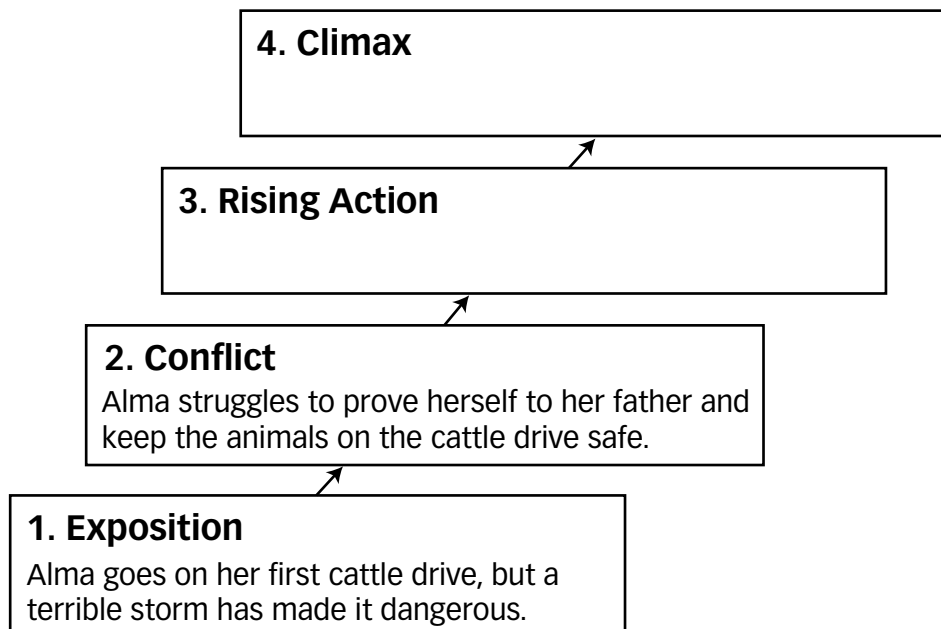 4. Climax
3. Rising Action
2. Conflict
Alma struggles to prove herself to her father and
keep the animals on the cattle drive safe.
1. Exposition
Alma goes on her first cattle drive, but a
terrible storm has made it dangerous.